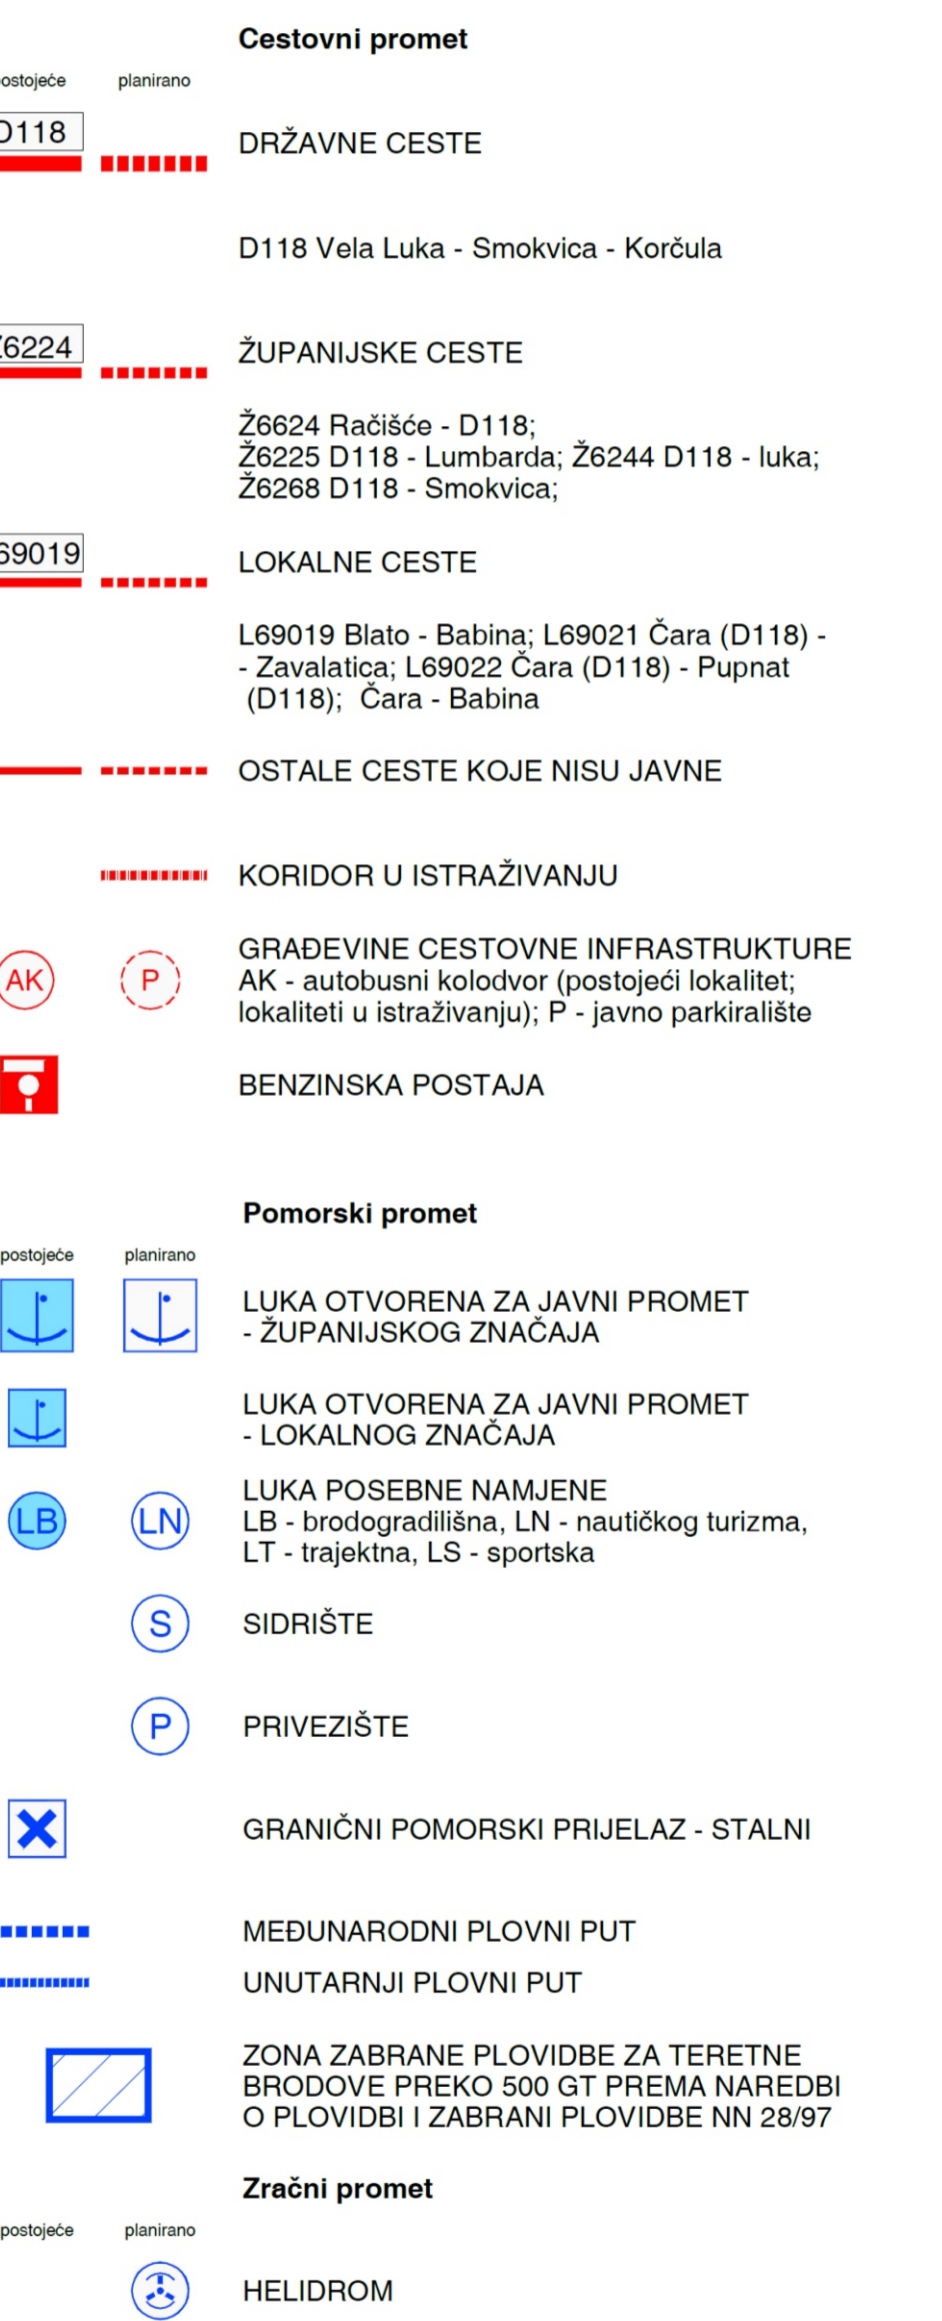 Cestovni promet
ostojeće planirano
D118
DRŽAVNE CESTE
D118 Vela Luka - Smokvica - Korčula
Ž6224
ŽUPANIJSKE CESTE
Ž6624 Račišće - D118;
Ž6225 D118 - Lumbarda; Ž6244 D118 - luka;
Ž6268 D118 - Smokvica;
69019
LOKALNE CESTE
L69019 Blato - Babina; L69021 Čara (D118) -
- Zavalatica; L69022 Čara (D118) - Pupnat
(D118); Čara - Babina
OSTALE CESTE KOJE NISU JAVNE
KORIDOR U ISTRAŽIVANJU
AK P
GRAĐEVINE CESTOVNE INFRASTRUKTURE
AK - autobusni kolodvor (postojeći lokalitet;
lokaliteti u istraživanju); P - javno parkiralište
BENZINSKA POSTAJA
Pomorski promet
postojeće planirano
LUKA OTVORENA ZA JAVNI PROMET
- ŽUPANIJSKOG ZNAČAJA
LUKA OTVORENA ZA JAVNI PROMET
- LOKALNOG ZNAČAJA
LB LN
LUKA POSEBNE NAMJENE
LB - brodogradilišna, LN - nautičkog turizma,
LT - trajektna, LS - sportska
S SIDRIŠTE
P PRIVEZIŠTE
GRANIČNI POMORSKI PRIJELAZ - STALNI
MEĐUNARODNI PLOVNI PUT
UNUTARNJI PLOVNI PUT
ZONA ZABRANE PLOVIDBE ZA TERETNE
BRODOVE PREKO 500 GT PREMA NAREDBI
O PLOVIDBI I ZABRANI PLOVIDBE NN 28/97
Zračni promet
postojeće planirano
HELIDROM